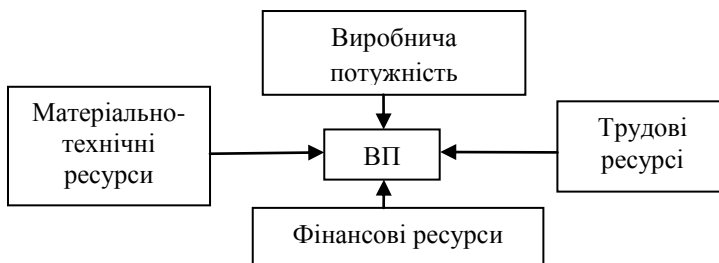 Виробнича
потужність
Матеріально-
технічні
ресурси
ВП
Трудові
ресурсі
Фінансові ресурси